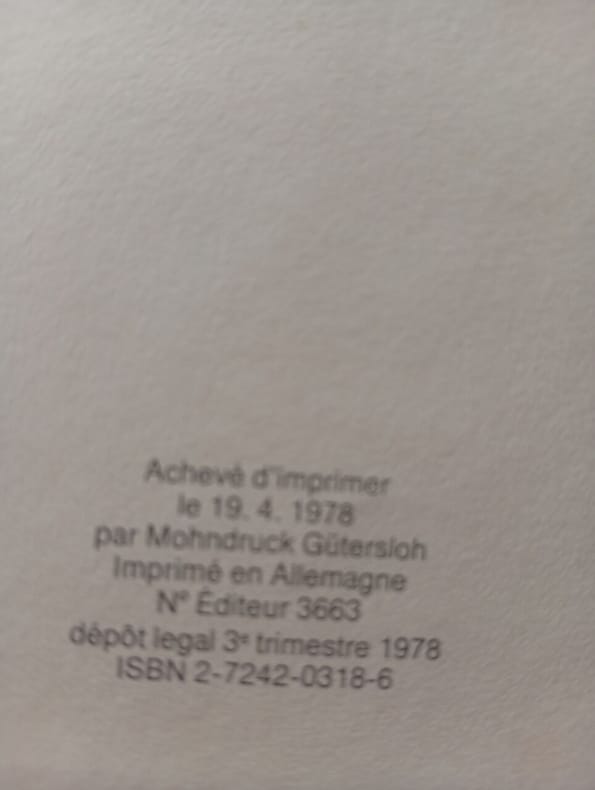 Achevé d'imprimer
le 19. 4. 1978
par Mohndruck Gütersloh
Imprimé en Allemagne
N° Éditeur 3663
dépôt legal 3e trimestre 1978
ISBN 2-7242-0318-6